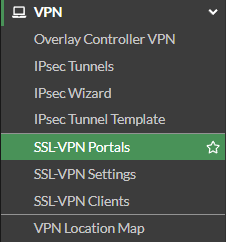 VPN
Overlay Controller VPN
IPsec Tunnels
IPsec Wizard
IPsec Tunnel Template
SSL-VPN Portals
SSL-VPN Settings
SSL-VPN Clients
VPN Location Map